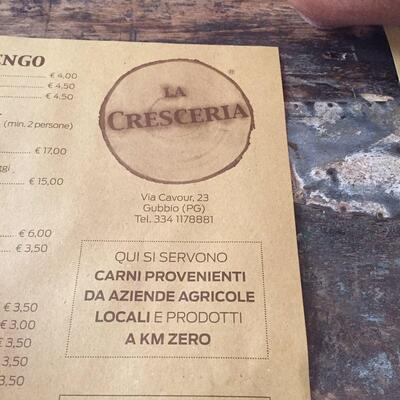 ENGO
€ 4,00
€ 4,50
€ 4,50
(min. 2 persone)
€ 17,00
ggi
€ 15,00
€ 6,00
€ 3,50
€ 3,50
€ 3,00
€ 3,50
3,50
€ 3,50
LA
CRESCERIA
®
Via Cavour, 23
Gubbio (PG)
Tel. 334 1178881
QUI SI SERVONO
CARNI PROVENIENTI
DA AZIENDE AGRICOLE
LOCALI E PRODOTTI
A KM ZERO